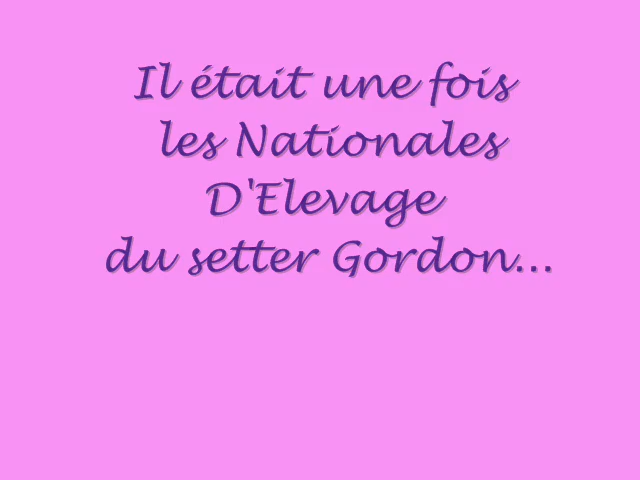 Il était une fois
les Nationales
D'Elevage
du setter Gordon...